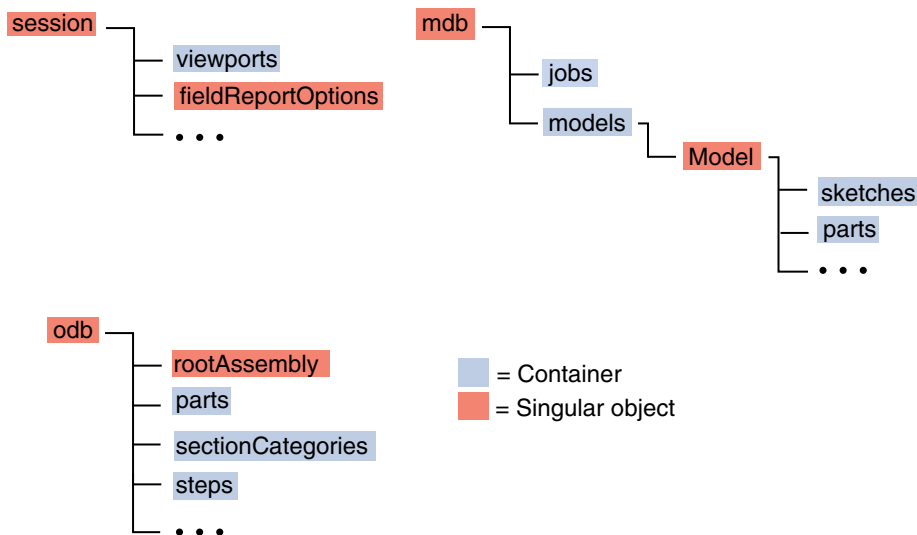 session
viewports
fieldReportOptions
• • •
mdb
jobs
models
Model
sketches
parts
• • •
odb
rootAssembly
parts
sectionCategories
steps
• • •
= Container
= Singular object